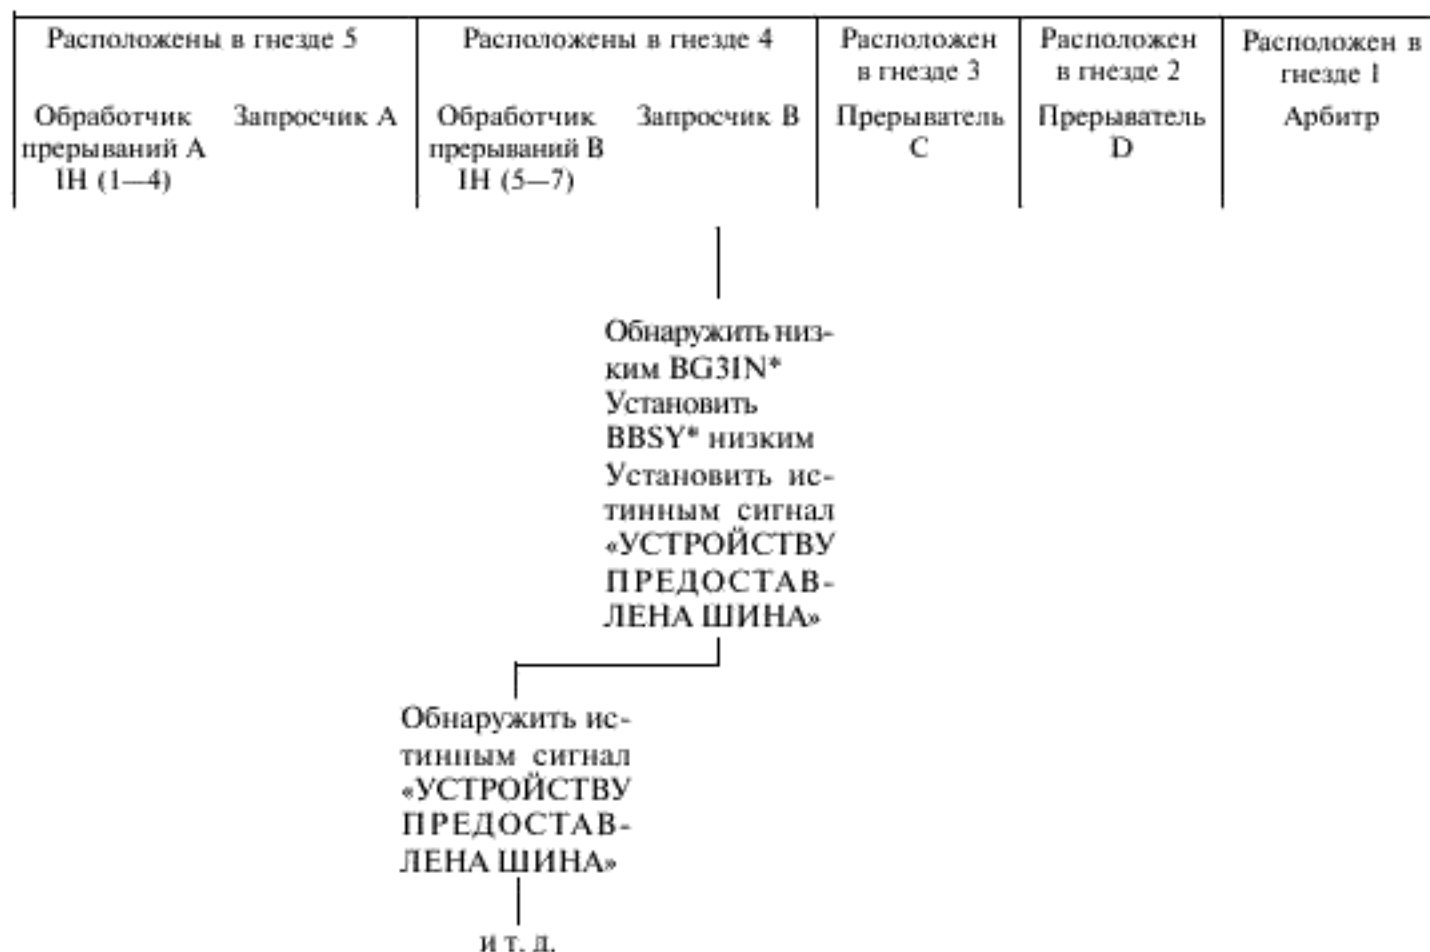 Расположены в гнезде 5
Обработчик
прерываний A
IH (1—4)
Запросчик A
Расположены в гнезде 4
Обработчик
прерываний B
IH (5—7)
Запросчик B
Расположен
в гнезде 3
Прерыватель
C
Расположен
в гнезде 2
Прерыватель
D
Расположен в
гнезде 1
Арбитр
Обнаружить низ-
ким BG3IN*
Установить
BBSY* низким
Установить ис-
тинным сигнал
«УСТРОЙСТВУ
ПРЕДОСТАВ-
ЛЕНА ШИНА»
Обнаружить ис-
тинным сигнал
«УСТРОЙСТВУ
ПРЕДОСТАВ-
ЛЕНА ШИНА»
и т. д.